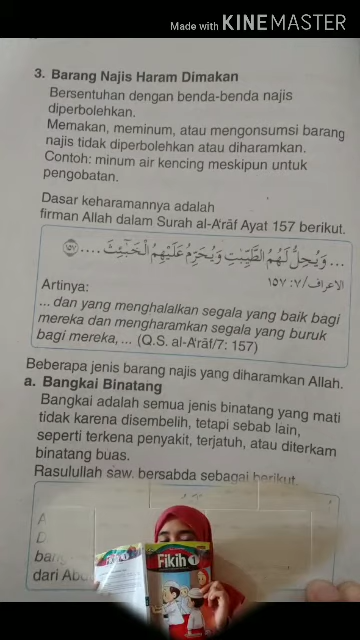 Made with KINEMASTER
3. Barang Najis Haram Dimakan
Bersentuhan dengan benda-benda najis
diperbolehkan.
Memakan, meminum, atau mengonsumsi barang
najis tidak diperbolehkan atau diharamkan.
Contoh: minum air kencing meskipun untuk
pengobatan.
Dasar keharamannya adalah
firman Allah dalam Surah al-A'rāf Ayat 157 berikut.
... وَيُحِلُّ لَهُمُ الطَّيِّبٰتِ وَيُحَرِّمُ عَلَيْهِمُ الْخَبٰۤىِٕثَ .... ١٥٧
الاعراف/٧: ١٥٧
Artinya:
... dan yang menghalalkan segala yang baik bagi
mereka dan mengharamkan segala yang buruk
bagi mereka, ... (Q.S. al-A'rāf/7: 157)
Beberapa jenis barang najis yang diharamkan Allah.
a. Bangkai Binatang
Bangkai adalah semua jenis binatang yang mati
tidak karena disembelih, tetapi sebab lain,
seperti terkena penyakit, terjatuh, atau diterkam
binatang buas.
Rasulullah saw. bersabda sebagai berikut.
A
D
bang
dari Abu
Fikih 1